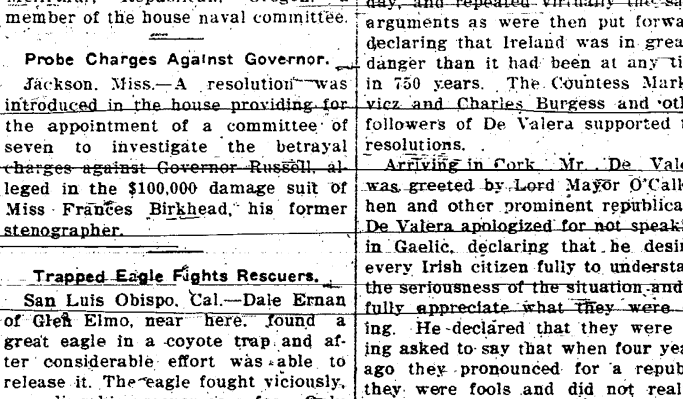 member of the house naval committee.
Probe Charges Against Governor.
Jackson, Miss.—A resolution was
introduced in the house providing for
the appointment of a committee of
seven to investigate the betrayal
charges against Governor Russell, al-
leged in the $100,000 damage suit of
Miss Frances Birkhead, his former
stenographer.
Trapped Eagle Fights Rescuers.
San Luis Obispo, Cal.—Dale Ernan
of Glen Elmo, near here, found a
great eagle in a coyote trap and af-
ter considerable effort was able to
release it. The eagle fought viciously,
day, and repeated virtually the
arguments as were then put forwa
declaring that Ireland was in grea
danger than it had been at any ti
in 750 years. The Countess Mark
vicz and Charles Burgess and oth
followers of De Valera supported t
resolutions.
Arriving in Cork Mr. De Vale
was greeted by Lord Mayor O'Call
hen and other prominent republica
De Valera apologized for not speaki
in Gaelic, declaring that he desir
every Irish citizen fully to understa
the seriousness of the situation and
fully appreciate what they were
ing. He declared that they were
ing asked to say that when four yea
ago they pronounced for a repub
they were fools and did not real